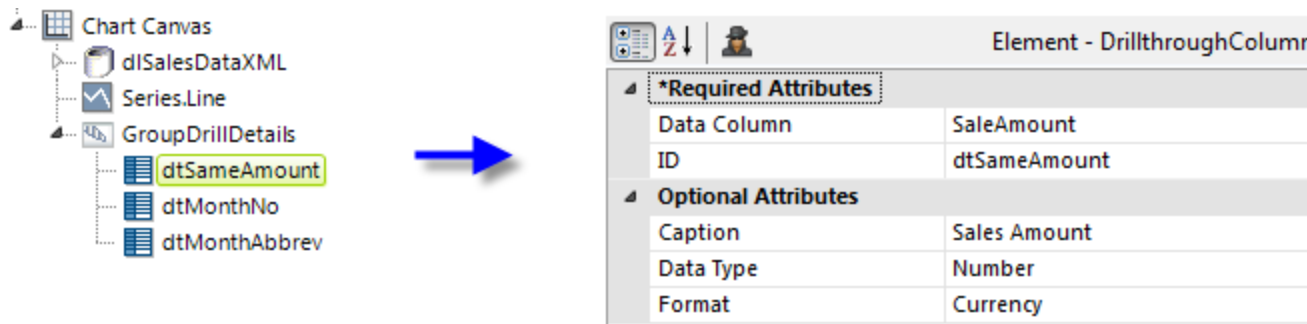 Chart Canvas
dlSalesDataXML
Series.Line
GroupDrillDetails
dtSameAmount
dtMonthNo
dtMonthAbbrev
Element - DrillthroughColumn
*Required Attributes
Data Column SaleAmount
ID dtSameAmount
Optional Attributes
Caption Sales Amount
Data Type Number
Format Currency